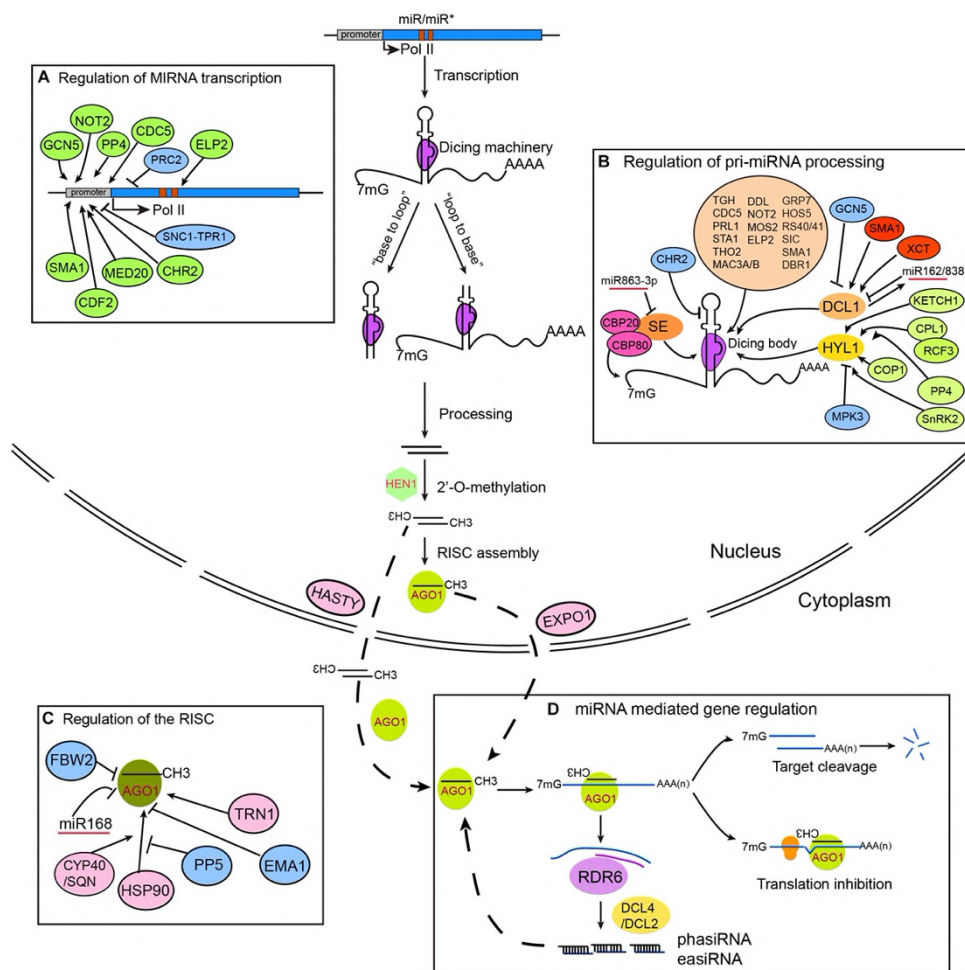 miR/miR*
promoter
Pol II
Transcription
Dicing machinery
AAAA
7mG
"base to loop"
"loop to base"
AAAA
7mG
Processing
HEN1
2'-O-methylation
CH3
CH3
RISC assembly
CH3
AGO1
Nucleus
Cytoplasm
HASTY
EXPO1
CH3
CH3
AGO1
A Regulation of MIRNA transcription
NOT2
CDC5
GCN5
PP4
PRC2
ELP2
promoter
Pol II
SNC1-TPR1
SMA1
MED20
CHR2
CDF2
B Regulation of pri-miRNA processing
TGH DDL GRP7
CDC5 NOT2 HOS5
PRL1 MOS2 RS40/41
STA1 ELP2 SIC
THO2 SMA1
MAC3A/B DBR1
GCN5
SMA1
XCT
CHR2
miR162/838
miR863-3p
DCL1
KETCH1
CBP20
SE
CPL1
CBP80
Dicing body
HYL1
RCF3
COP1
AAAA
7mG
PP4
MPK3
SnRK2
C Regulation of the RISC
FBW2
CH3
AGO1
TRN1
miR168
CYP40
/SQN
HSP90
PP5
EMA1
D miRNA mediated gene regulation
7mG
AAA(n)
Target cleavage
CH3
AGO1
7mG
CH3
AAA(n)
AGO1
7mG
CH3
AAA(n)
AGO1
Translation inhibition
RDR6
DCL4
/DCL2
phasiRNA
easiRNA